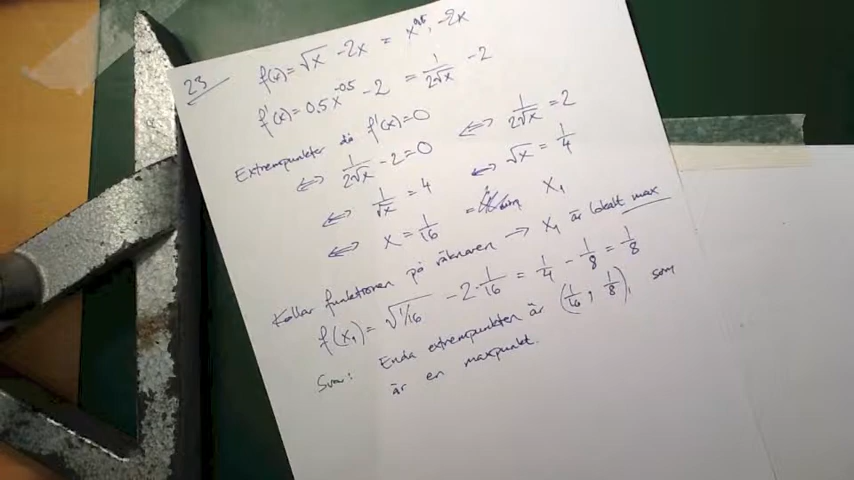 23
f(x) = √x - 2x = x^0.5 - 2x
f'(x) = 0.5x^-0.5 - 2 = 1/(2√x) - 2
Extrempunkter då f'(x)=0
⇔ 1/(2√x) - 2 = 0 ⇔ 1/(2√x) = 2
⇔ 1/√x = 4 ⇔ √x = 1/4
⇔ x = 1/16 = x₁
Kollar funktionen på räknaren → x₁ är lokalt max
f(x₁) = √1/16 - 2·1/16 = 1/4 - 1/8 = 1/8
Svar: Enda extrempunkten är (1/16, 1/8), som
är en maxpunkt.